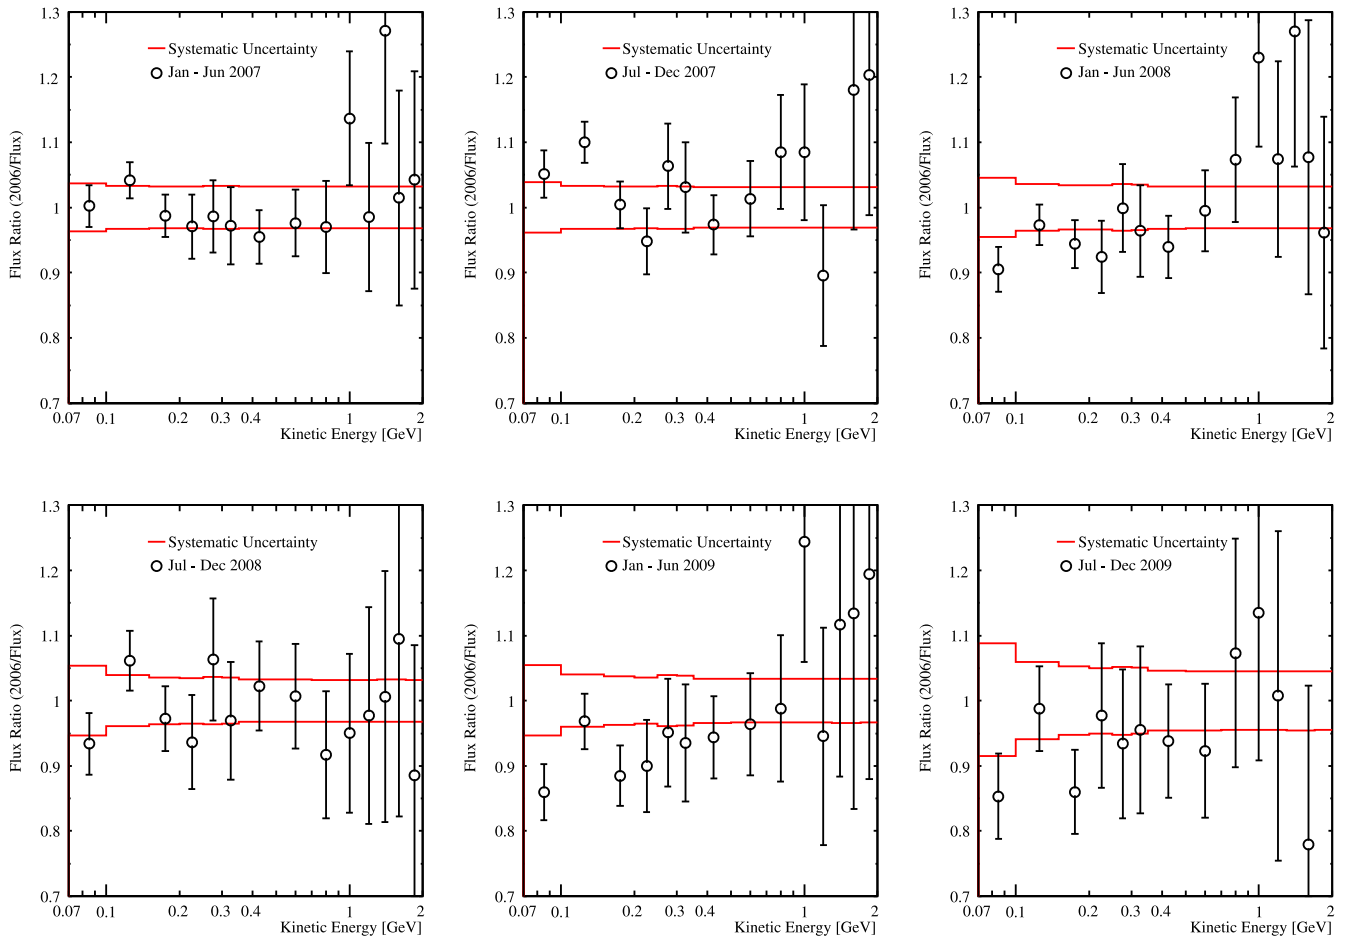 1.3
1.2
1.1
1
0.9
0.8
0.7
Flux Ratio (2006/Flux)
Systematic Uncertainty
Jan - Jun 2007
0.07 0.1 0.2 0.3 0.4 1 2
Kinetic Energy [GeV]
1.3
1.2
1.1
1
0.9
0.8
0.7
Flux Ratio (2006/Flux)
Systematic Uncertainty
Jul - Dec 2007
0.07 0.1 0.2 0.3 0.4 1 2
Kinetic Energy [GeV]
1.3
1.2
1.1
1
0.9
0.8
0.7
Flux Ratio (2006/Flux)
Systematic Uncertainty
Jan - Jun 2008
0.07 0.1 0.2 0.3 0.4 1 2
Kinetic Energy [GeV]
1.3
1.2
1.1
1
0.9
0.8
0.7
Flux Ratio (2006/Flux)
Systematic Uncertainty
Jul - Dec 2008
0.07 0.1 0.2 0.3 0.4 1 2
Kinetic Energy [GeV]
1.3
1.2
1.1
1
0.9
0.8
0.7
Flux Ratio (2006/Flux)
Systematic Uncertainty
Jan - Jun 2009
0.07 0.1 0.2 0.3 0.4 1 2
Kinetic Energy [GeV]
1.3
1.2
1.1
1
0.9
0.8
0.7
Flux Ratio (2006/Flux)
Systematic Uncertainty
Jul - Dec 2009
0.07 0.1 0.2 0.3 0.4 1 2
Kinetic Energy [GeV]